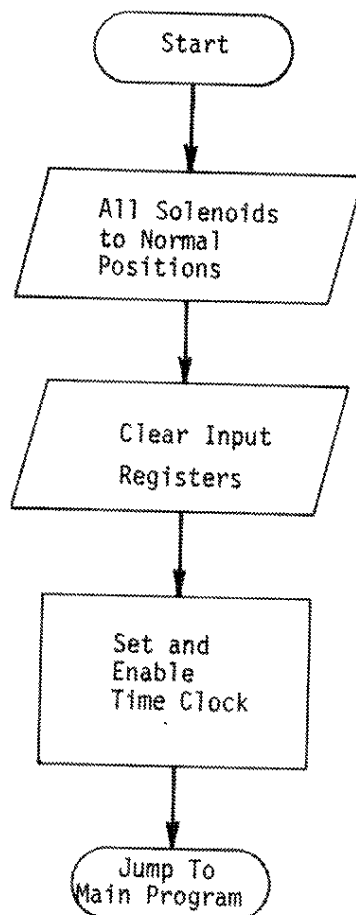 Start
All Solenoids
to Normal
Positions
Clear Input
Registers
Set and
Enable
Time Clock
Jump To
Main Program